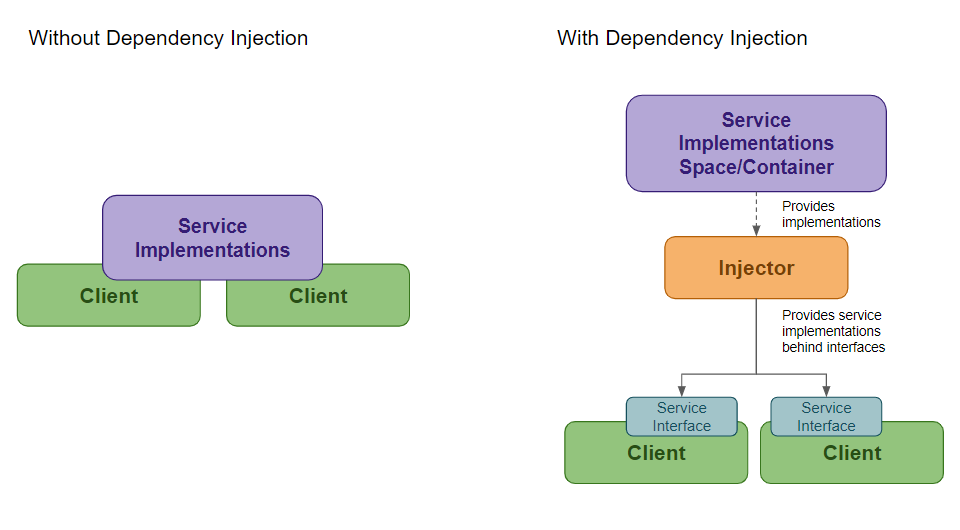 Without Dependency Injection
With Dependency Injection
Service
Implementations
Client
Client
Service
Implementations
Space/Container
Provides
implementations
Injector
Provides service
implementations
behind interfaces
Service
Interface
Service
Interface
Client
Client